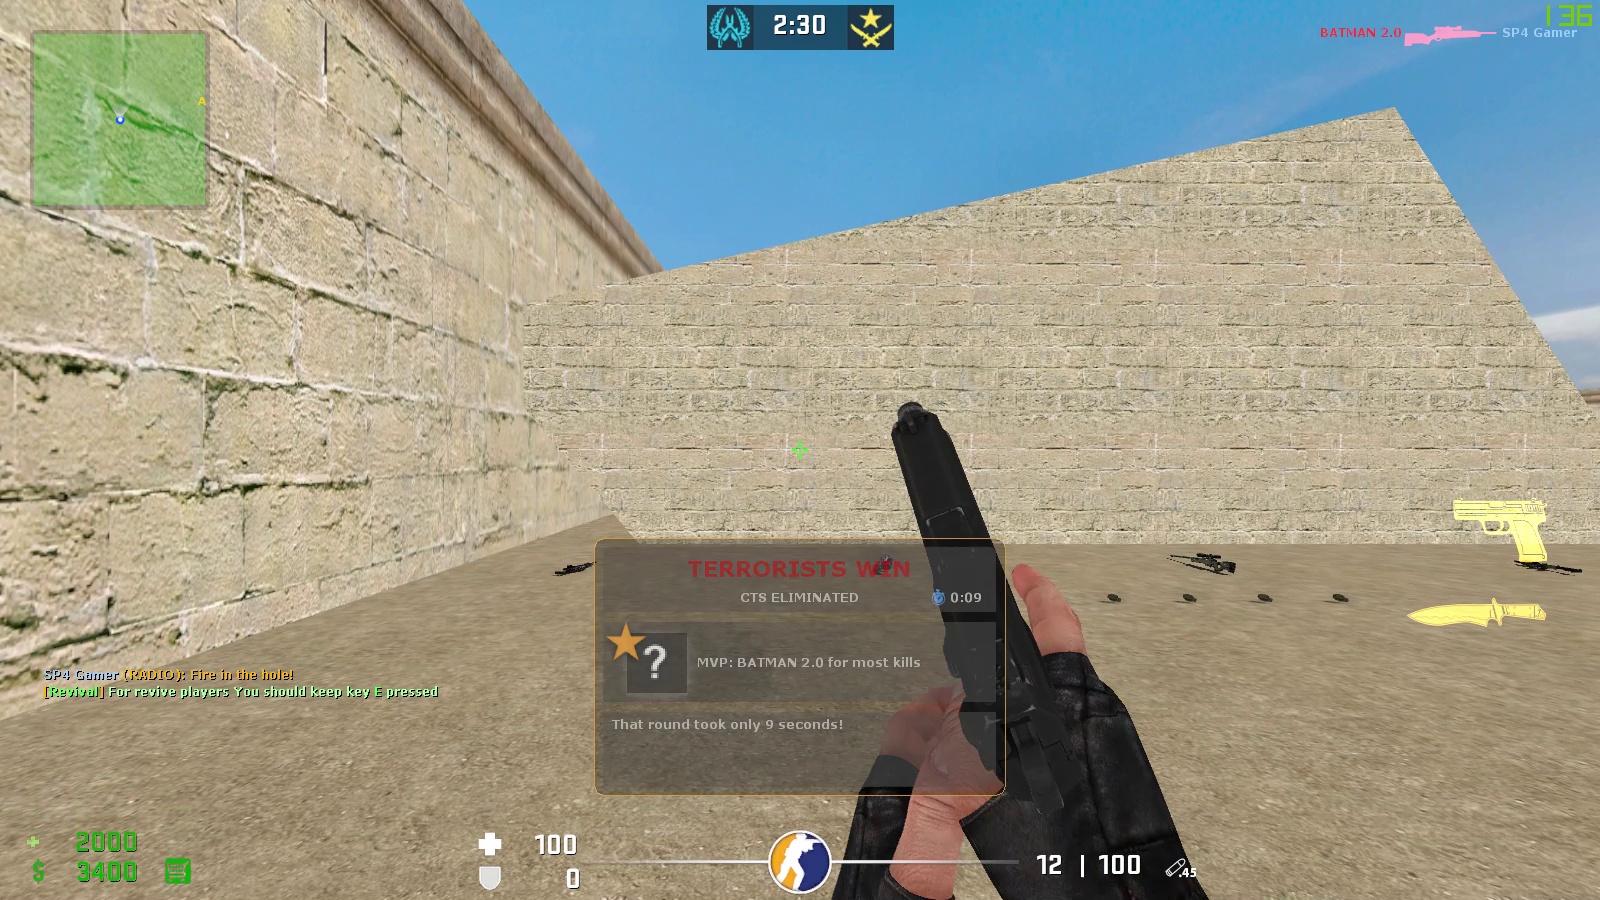 2:30
136
BATMAN 2.0 SP4 Gamer
A
TERRORISTS WIN
CTS ELIMINATED
0:09
?
MVP: BATMAN 2.0 for most kills
That round took only 9 seconds!
SP4 Gamer (RADIO): Fire in the hole!
[Revival] For revive players You should keep key E pressed
+ 2000
$ 3400
100
0
12 | 100
.45